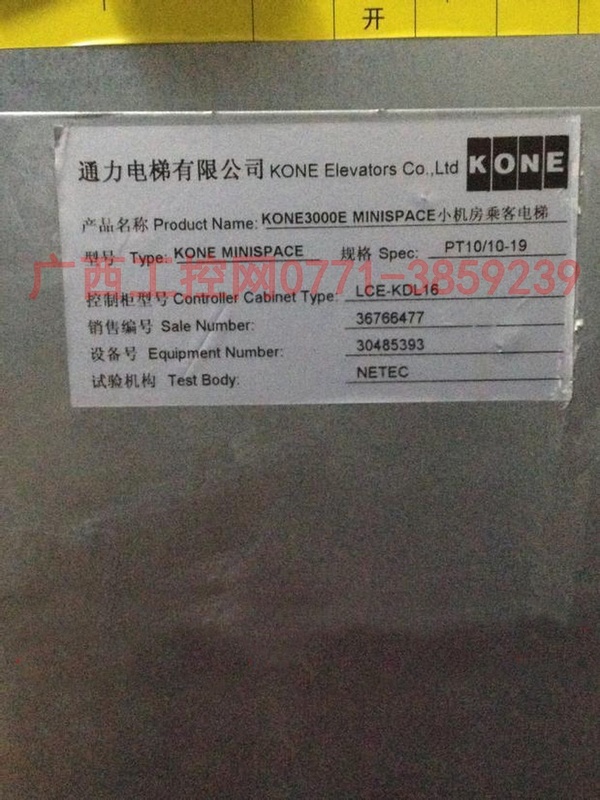 开
通力电梯有限公司 KONE Elevators Co.,Ltd KONE
产品名称 Product Name: KONE3000E MINISPACE小机房乘客电梯
型号 Type: KONE MINISPACE 规格 Spec: PT10/10-19
广西工控网0771-3859239
控制柜型号 Controller Cabinet Type: LCE-KDL16
销售编号 Sale Number: 36766477
设备号 Equipment Number: 30485393
试验机构 Test Body: NETEC